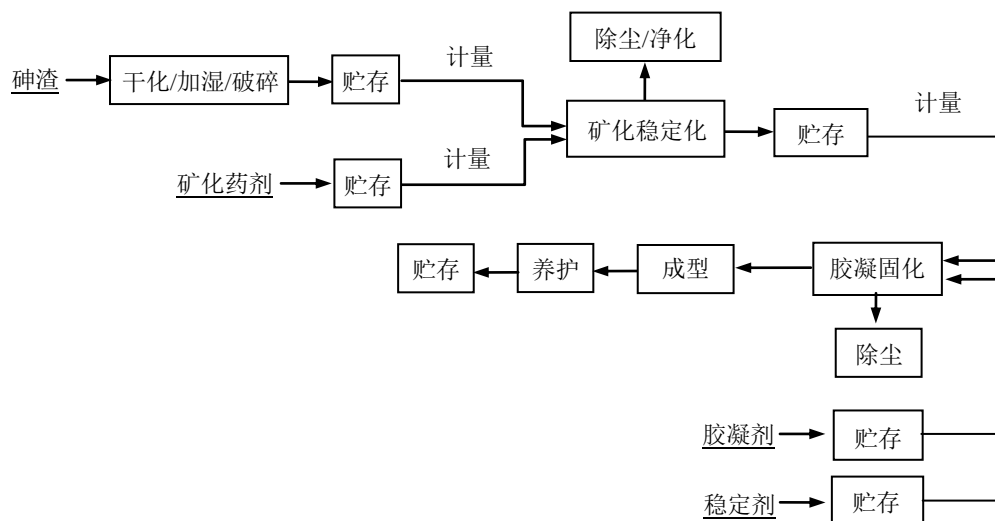 除尘/净化
计量
砷渣
干化/加湿/破碎
贮存
矿化稳定化
贮存
计量
矿化药剂
贮存
计量
贮存
养护
成型
胶凝固化
除尘
胶凝剂
贮存
稳定剂
贮存